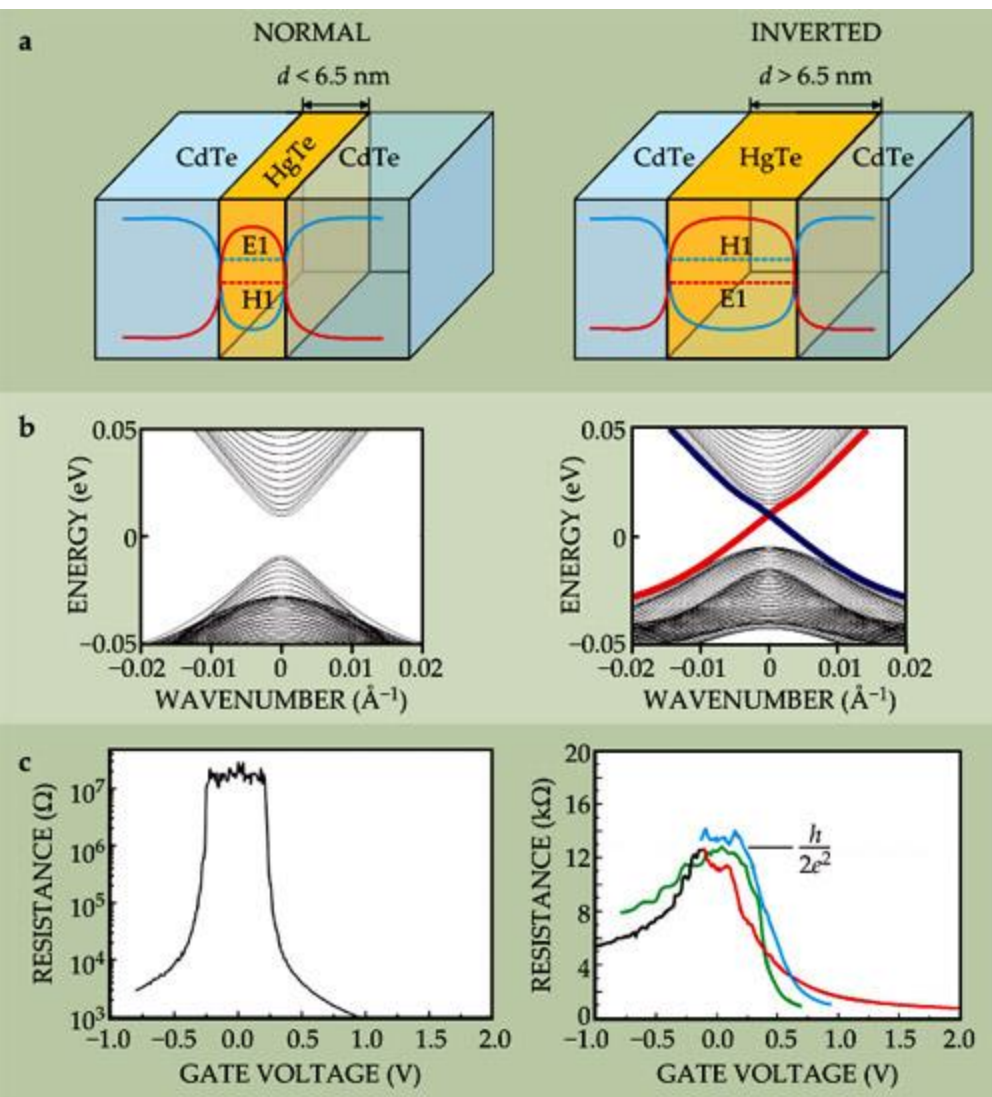 a
NORMAL
INVERTED
d < 6.5 nm
d > 6.5 nm
CdTe
HgTe
CdTe
CdTe
HgTe
CdTe
E1
H1
H1
E1
b
ENERGY (eV)
0.05
0
−0.05
−0.02 −0.01 0 0.01 0.02
WAVENUMBER (Å⁻¹)
ENERGY (eV)
0.05
0
−0.05
−0.02 −0.01 0 0.01 0.02
WAVENUMBER (Å⁻¹)
c
RESISTANCE (Ω)
10⁷
10⁶
10⁵
10⁴
10³
−1.0 −0.5 0.0 0.5 1.0 1.5 2.0
GATE VOLTAGE (V)
RESISTANCE (kΩ)
20
16
12
8
4
0
h
2e²
−1.0 −0.5 0.0 0.5 1.0 1.5 2.0
GATE VOLTAGE (V)